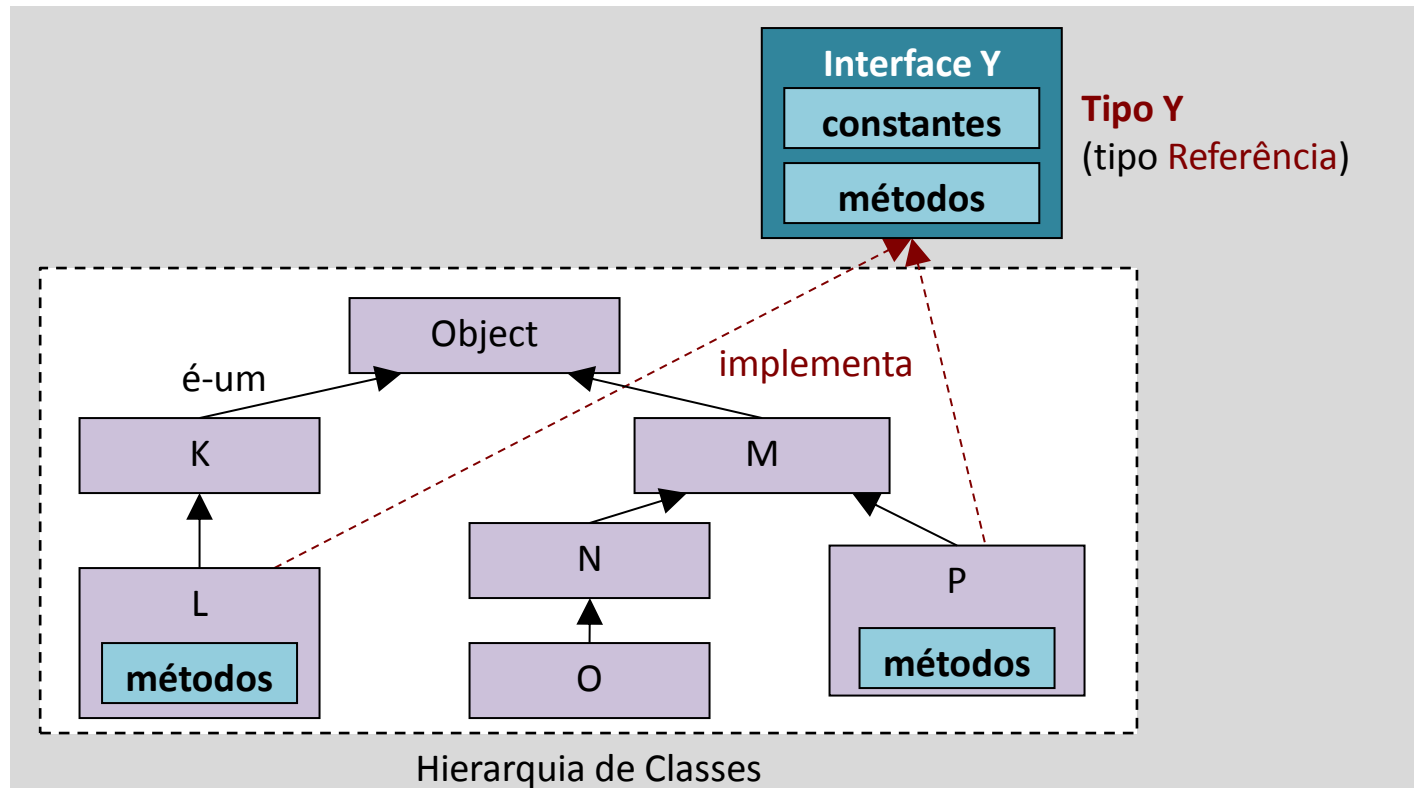 Interface Y
constantes
métodos
Tipo Y
(tipo Referência)
Object
é-um
implementa
K
M
N
L
métodos
O
P
métodos
Hierarquia de Classes